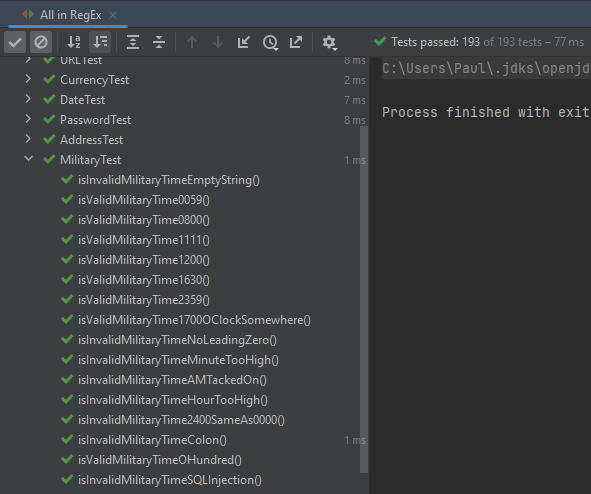 All in RegEx
Tests passed: 193 of 193 tests – 77 ms
URLTest 8 ms
CurrencyTest 2 ms
DateTest 7 ms
PasswordTest 8 ms
AddressTest
MilitaryTest 1 ms
isInvalidMilitaryTimeEmptyString()
isValidMilitaryTime0059()
isValidMilitaryTime0800()
isValidMilitaryTime1111()
isValidMilitaryTime1200()
isValidMilitaryTime1630()
isValidMilitaryTime2359()
isValidMilitaryTime1700OClockSomewhere()
isInvalidMilitaryTimeNoLeadingZero()
isInvalidMilitaryTimeMinuteTooHigh()
isInvalidMilitaryTimeAMTackedOn()
isInvalidMilitaryTimeHourTooHigh()
isInvalidMilitaryTime2400SameAs0000()
isInvalidMilitaryTimeColon() 1 ms
isValidMilitaryTimeOHundred()
isInvalidMilitaryTimeSQLInjection()
C:\Users\Paul\.jdks\openjd
Process finished with exit